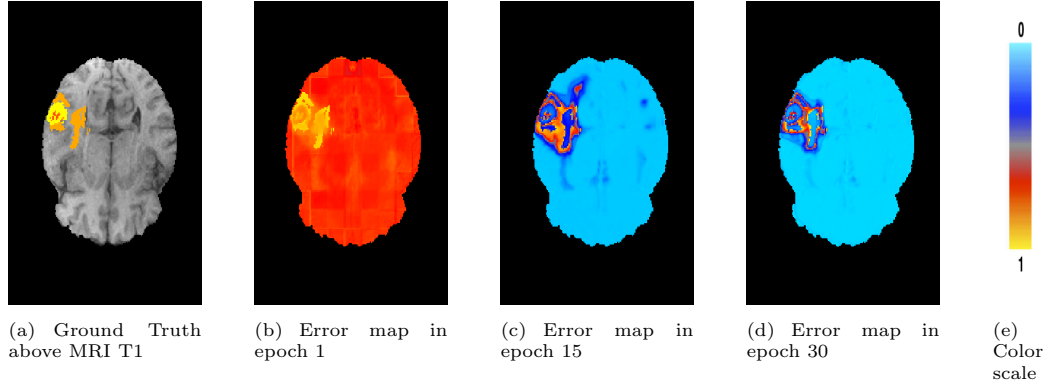 0
1
(a) Ground Truth
above MRI T1
(b) Error map in
epoch 1
(c) Error map in
epoch 15
(d) Error map in
epoch 30
(e)
Color
scale